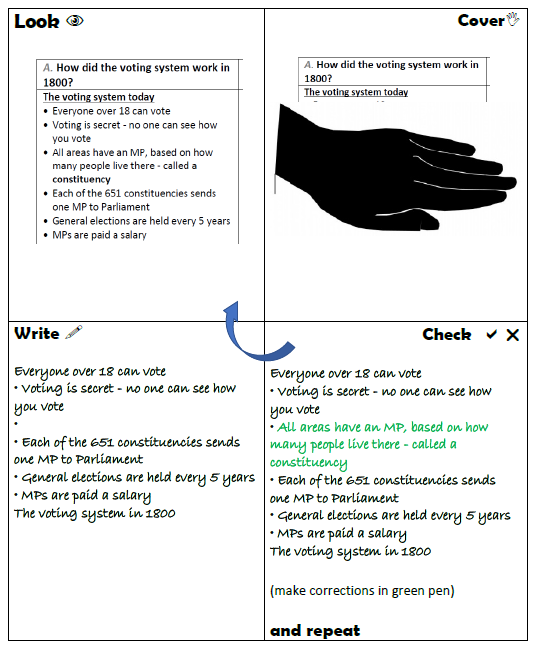 Look
A. How did the voting system work in
1800?
The voting system today
• Everyone over 18 can vote
• Voting is secret - no one can see how
you vote
• All areas have an MP, based on how
many people live there - called a
constituency
• Each of the 651 constituencies sends
one MP to Parliament
• General elections are held every 5 years
• MPs are paid a salary
Cover
A. How did the voting system work in
1800?
The voting system today
Write
Everyone over 18 can vote
• Voting is secret - no one can see how
you vote
•
• Each of the 651 constituencies sends
one MP to Parliament
• General elections are held every 5 years
• MPs are paid a salary
The voting system in 1800
Check ✓ ✕
Everyone over 18 can vote
• Voting is secret - no one can see how
you vote
• All areas have an MP, based on how
many people live there - called a
constituency
• Each of the 651 constituencies sends
one MP to Parliament
• General elections are held every 5 years
• MPs are paid a salary
The voting system in 1800
(make corrections in green pen)
and repeat